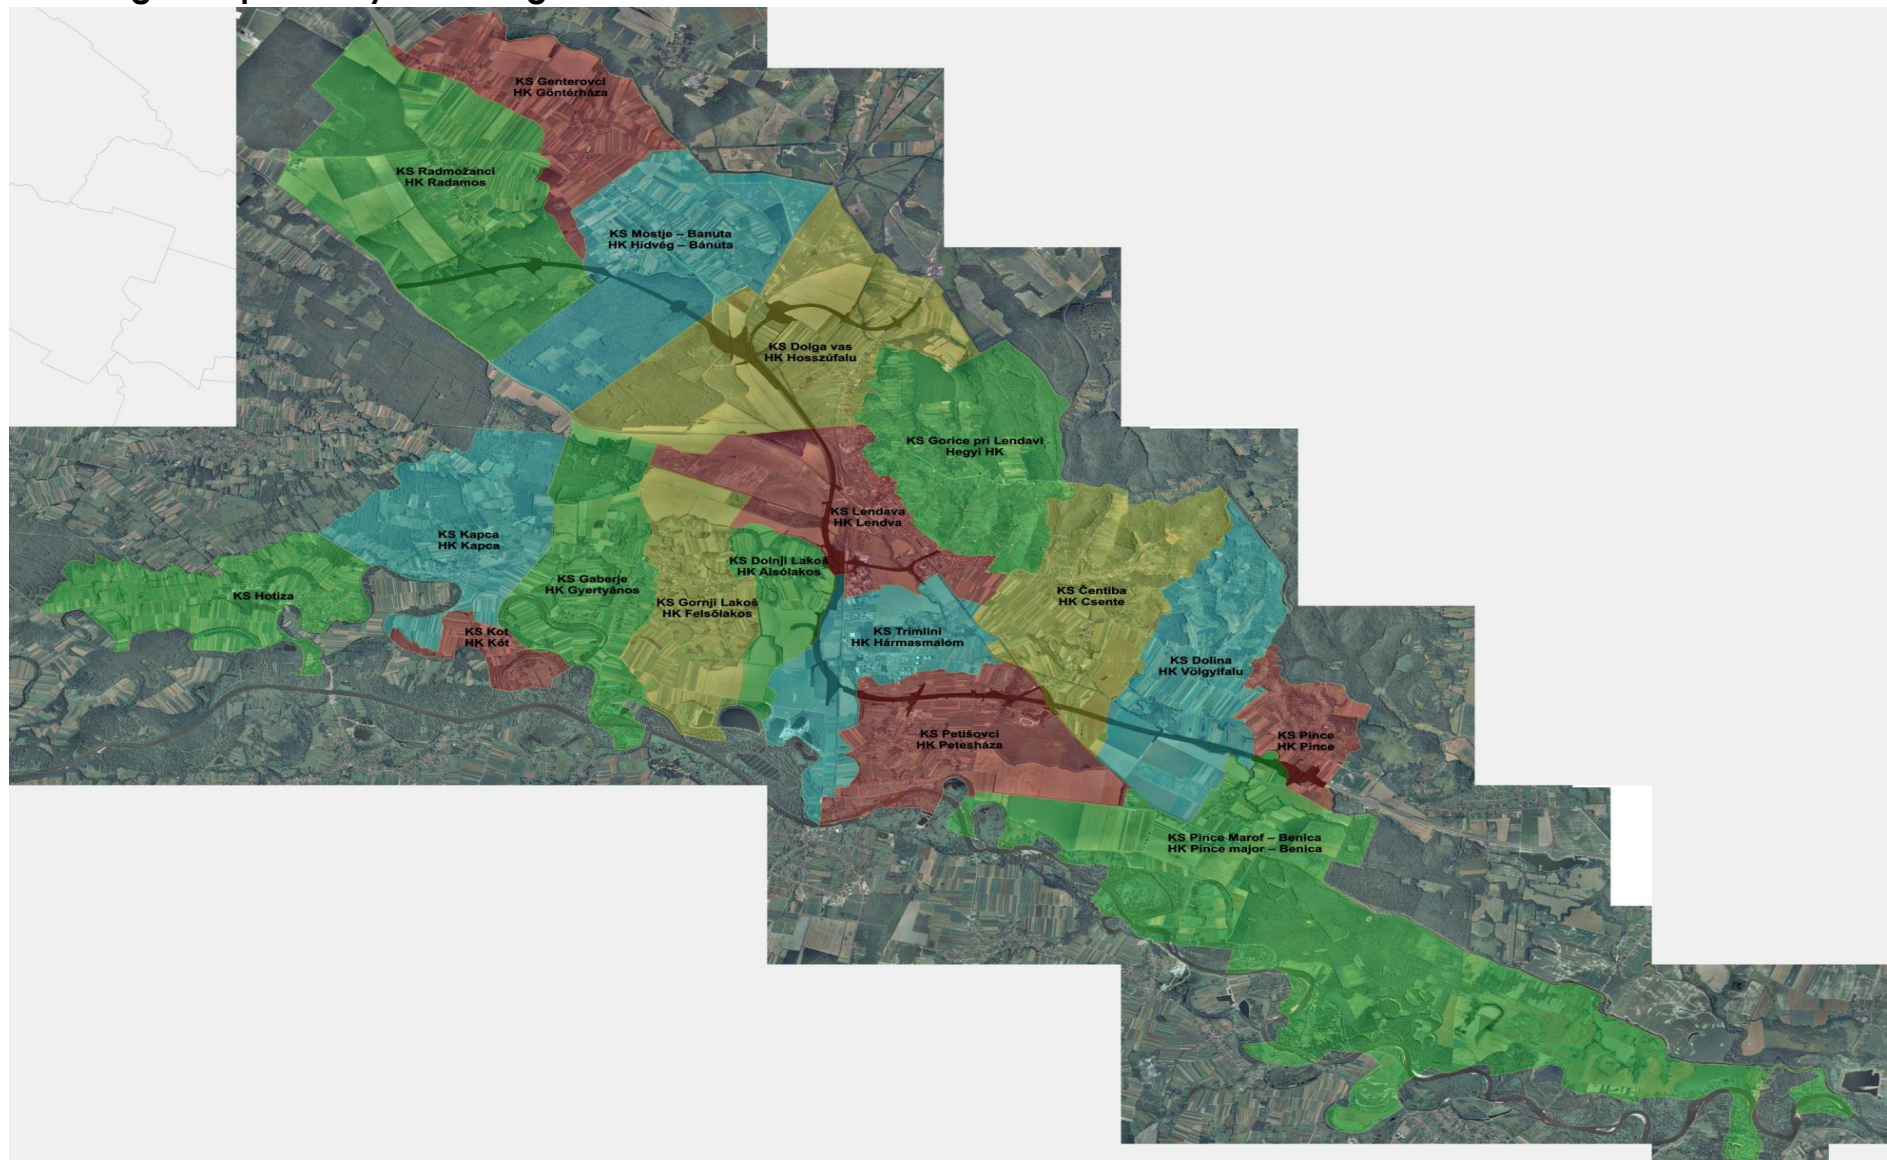 KS Genterovci
HK Göntérháza
KS Radmožanci
HK Radamos
KS Mostje – Banuta
HK Hídvég – Bánuta
KS Dolga vas
HK Hosszúfalu
KS Gorice pri Lendavi
Hegyi HK
KS Lendava
HK Lendva
KS Kapca
HK Kapca
KS Dolnji Lakoš
HK Alsólakos
KS Gaberje
HK Gyertyános
KS Hotiza
KS Gornji Lakoš
HK Felsőlakos
KS Čentiba
HK Csente
KS Kot
HK Kót
KS Trimlini
HK Hármasmalom
KS Dolina
HK Völgyifalu
KS Petišovci
HK Petesháza
KS Pince
HK Pince
KS Pince Marof – Benica
HK Pince major – Benica